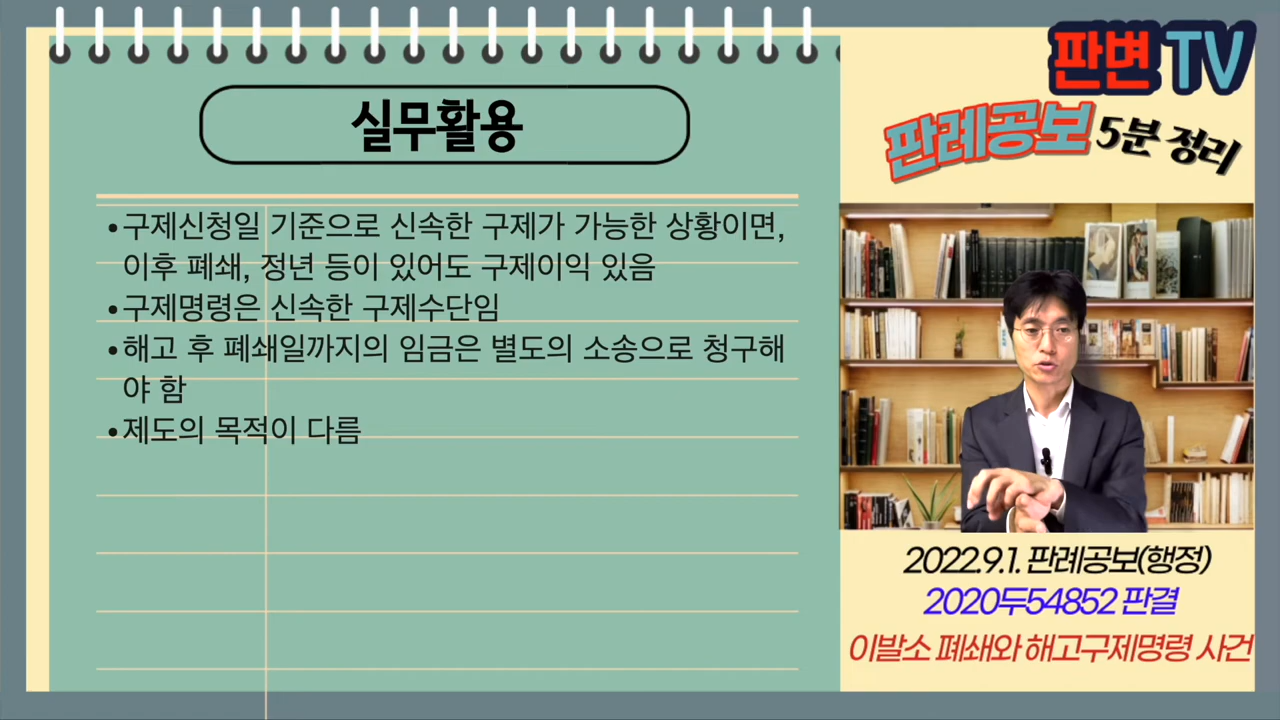 실무활용
•구제신청일 기준으로 신속한 구제가 가능한 상황이면,
이후 폐쇄, 정년 등이 있어도 구제이익 있음
•구제명령은 신속한 구제수단임
•해고 후 폐쇄일까지의 임금은 별도의 소송으로 청구해
야 함
•제도의 목적이 다름
판변 TV
판례공보 5분 정리
2022.9.1. 판례공보(행정)
2020두54852 판결
이발소 폐쇄와 해고구제명령 사건